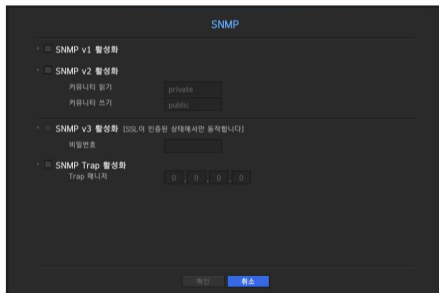 SNMP
SNMP v1 활성화
SNMP v2 활성화
커뮤니티 읽기 private
커뮤니티 쓰기 public
SNMP v3 활성화 [SSL이 인증된 상태에서만 동작합니다]
비밀번호
SNMP Trap 활성화
Trap 매니저 0 . 0 . 0 . 0
확인 취소